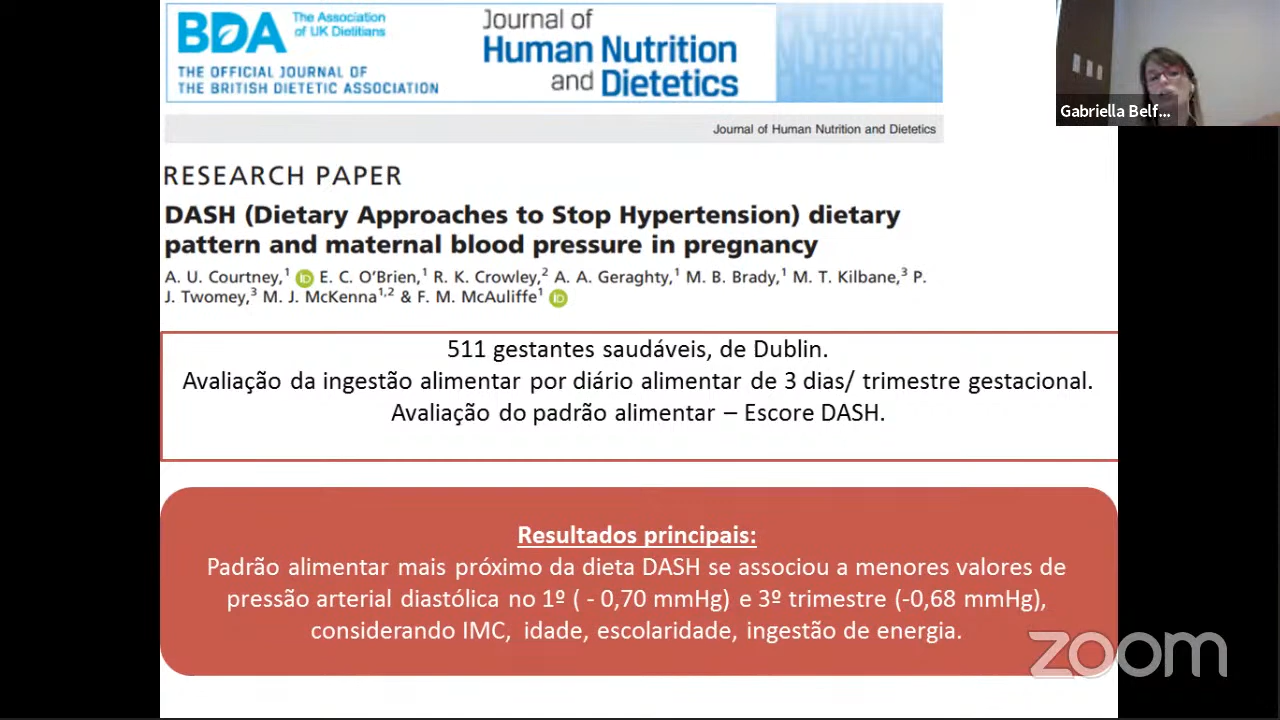 BDA The Association
of UK Dietitians
THE OFFICIAL JOURNAL OF
THE BRITISH DIETETIC ASSOCIATION
Journal of
Human Nutrition
and Dietetics
NUTRITION
Gabriella Belf...
Journal of Human Nutrition and Dietetics
RESEARCH PAPER
DASH (Dietary Approaches to Stop Hypertension) dietary
pattern and maternal blood pressure in pregnancy
A. U. Courtney,¹ iD E. C. O'Brien,¹ R. K. Crowley,² A. A. Geraghty,¹ M. B. Brady,¹ M. T. Kilbane,³ P.
J. Twomey,³ M. J. McKenna¹,² & F. M. McAuliffe¹ iD
511 gestantes saudáveis, de Dublin.
Avaliação da ingestão alimentar por diário alimentar de 3 dias/ trimestre gestacional.
Avaliação do padrão alimentar – Escore DASH.
Resultados principais:
Padrão alimentar mais próximo da dieta DASH se associou a menores valores de
pressão arterial diastólica no 1º ( - 0,70 mmHg) e 3º trimestre (-0,68 mmHg),
considerando IMC, idade, escolaridade, ingestão de energia.
zoom